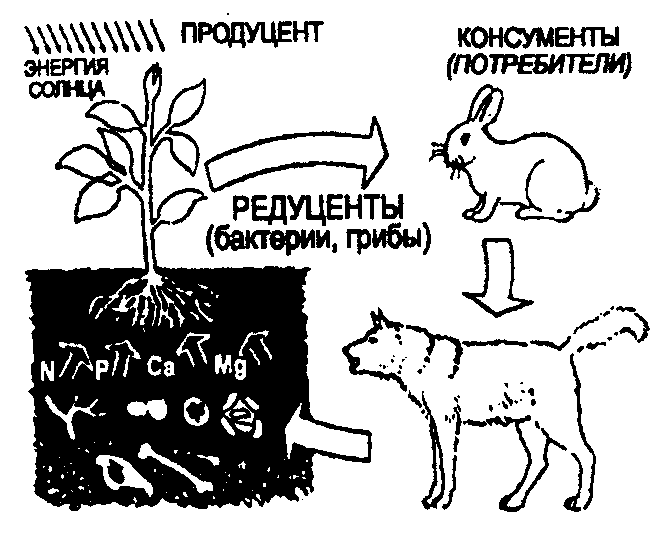 ПРОДУЦЕНТ
ЭНЕРГИЯ
СОЛНЦА
КОНСУМЕНТЫ
(ПОТРЕБИТЕЛИ)
РЕДУЦЕНТЫ
(бактерии, грибы)
N P Ca Mg